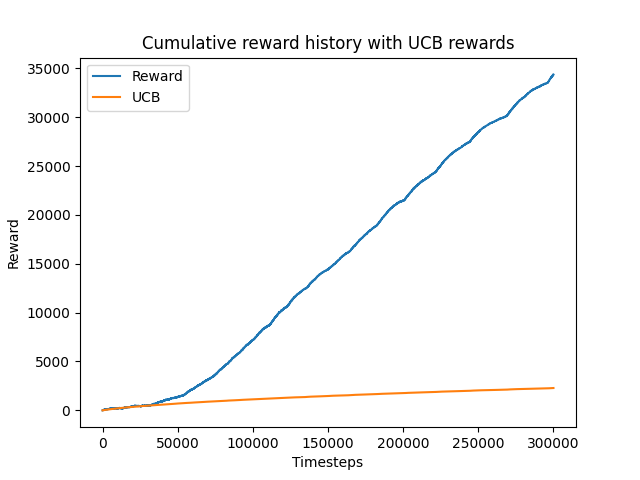 Cumulative reward history with UCB rewards
Reward
UCB
35000
30000
25000
20000
15000
10000
5000
0
Reward
0 50000 100000 150000 200000 250000 300000
Timesteps